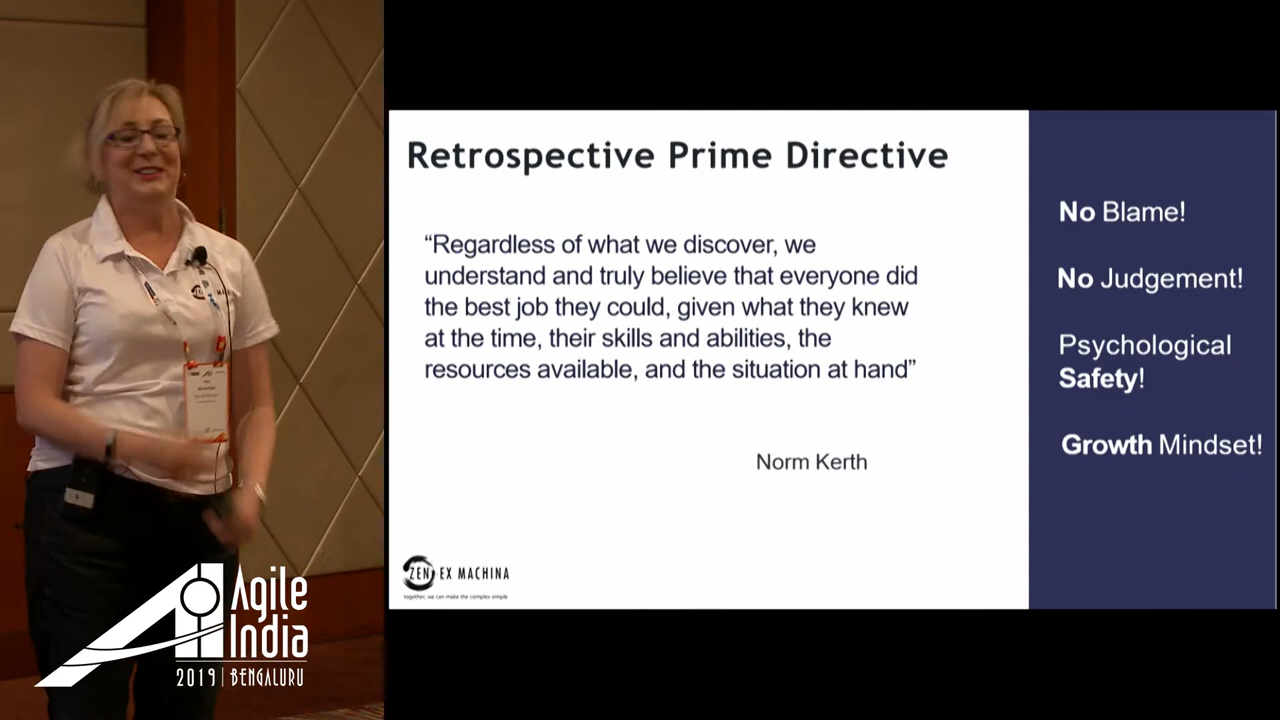 Retrospective Prime Directive
“Regardless of what we discover, we
understand and truly believe that everyone did
the best job they could, given what they knew
at the time, their skills and abilities, the
resources available, and the situation at hand”
Norm Kerth
ZEN EX MACHINA
together, we can make the complex simple
No Blame!
No Judgement!
Psychological
Safety!
Growth Mindset!
Agile
India
2019 | BENGALURU